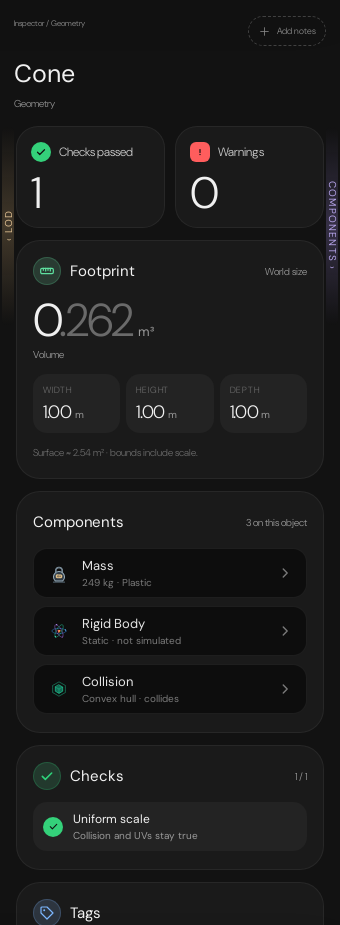 Inspector / Geometry
+ Add notes
Cone
Geometry
Checks passed
1
Warnings
0
‹ LOD
COMPONENTS ›
Footprint
World size
0.262 m³
Volume
WIDTH HEIGHT DEPTH
1.00 m 1.00 m 1.00 m
Surface ≈ 2.54 m² · bounds include scale.
Components
3 on this object
Mass
249 kg · Plastic
Rigid Body
Static · not simulated
Collision
Convex hull · collides
Checks
1 / 1
Uniform scale
Collision and UVs stay true
Tags